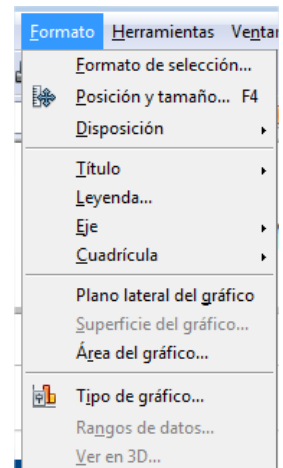 Formato Herramientas Venta
Formato de selección...
Posición y tamaño... F4
Disposición
Título
Leyenda...
Eje
Cuadrícula
Plano lateral del gráfico
Superficie del gráfico...
Área del gráfico...
Tipo de gráfico...
Rangos de datos...
Ver en 3D...